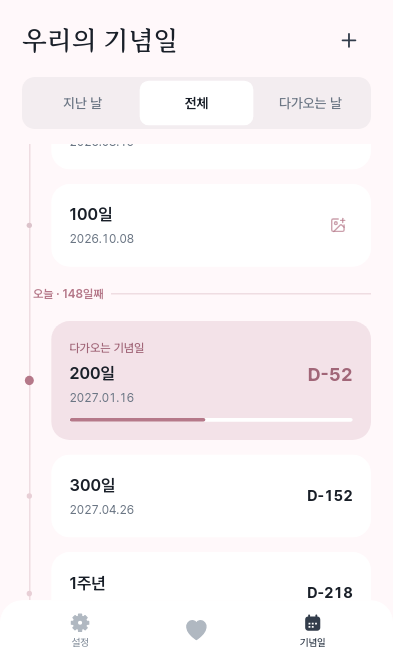 우리의 기념일
지난 날
전체
다가오는 날
100일
2026.10.08
오늘 · 148일째
다가오는 기념일
200일
D-52
2027.01.16
300일
2027.04.26
D-152
1주년
D-218
설정
기념일